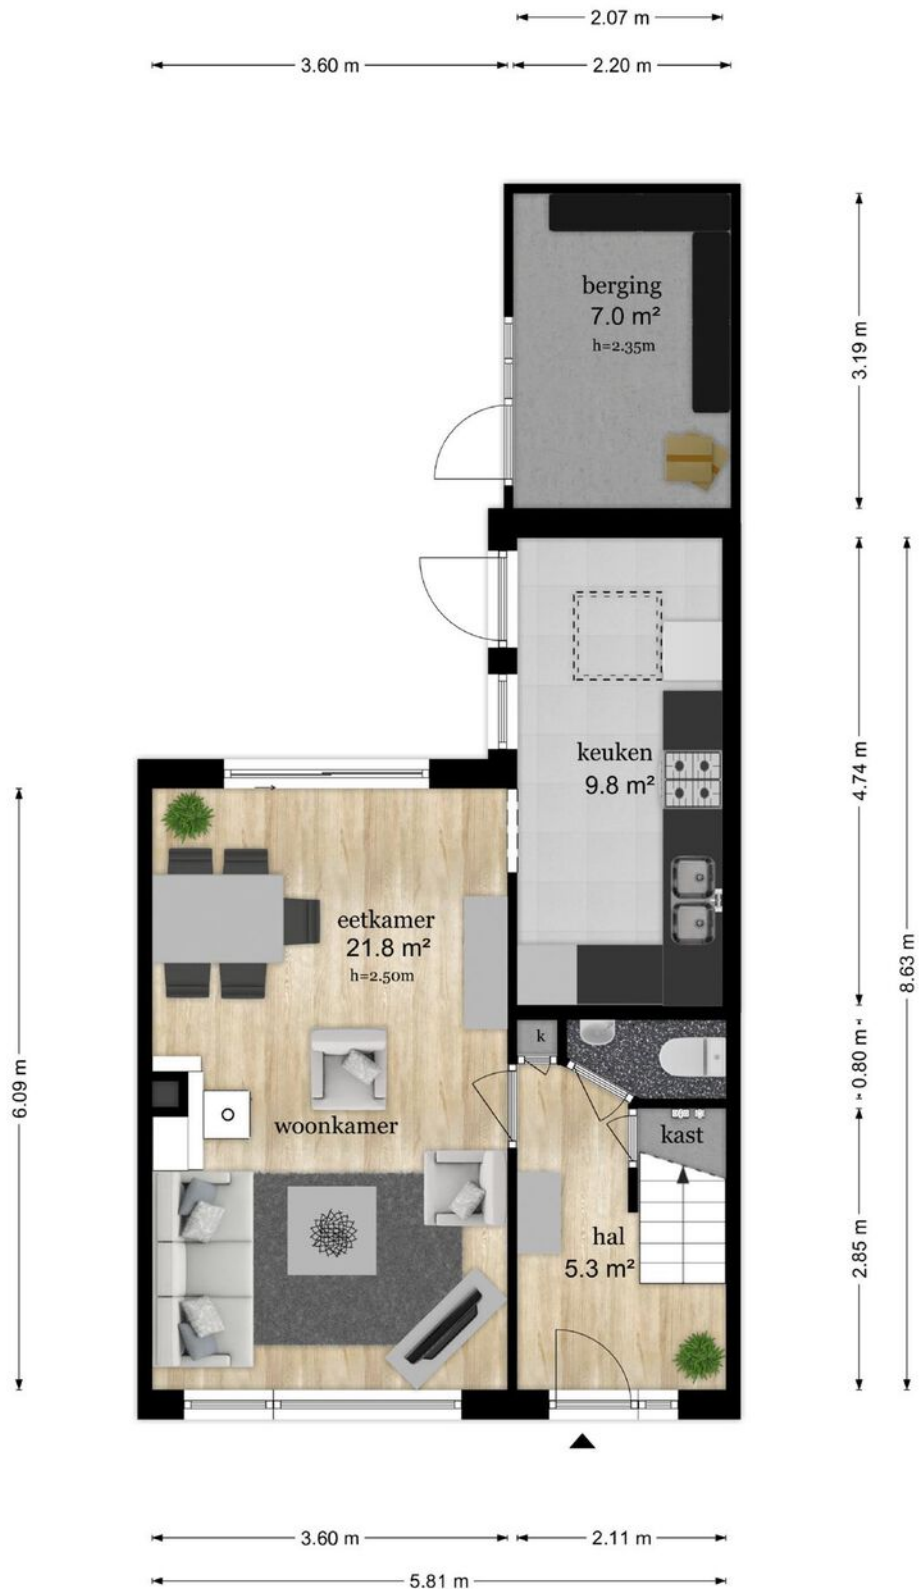 2.07 m
3.60 m
2.20 m
berging
7.0 m²
h=2.35m
3.19 m
keuken
9.8 m²
4.74 m
eetkamer
21.8 m²
h=2.50m
8.63 m
k
0.80 m
6.09 m
woonkamer
kast
hal
5.3 m²
2.85 m
3.60 m
2.11 m
5.81 m